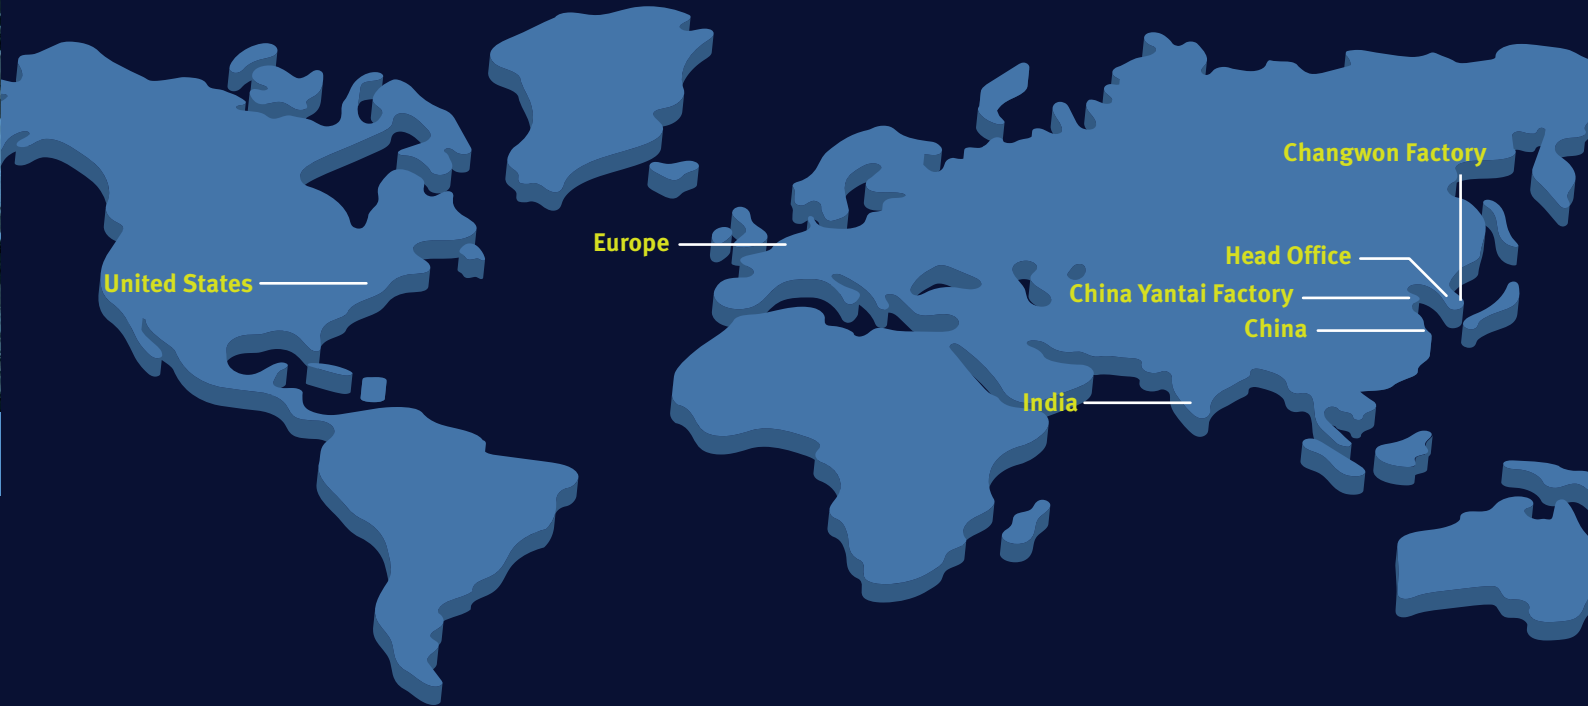 Changwon Factory
Europe
Head Office
United States
China Yantai Factory
China
India